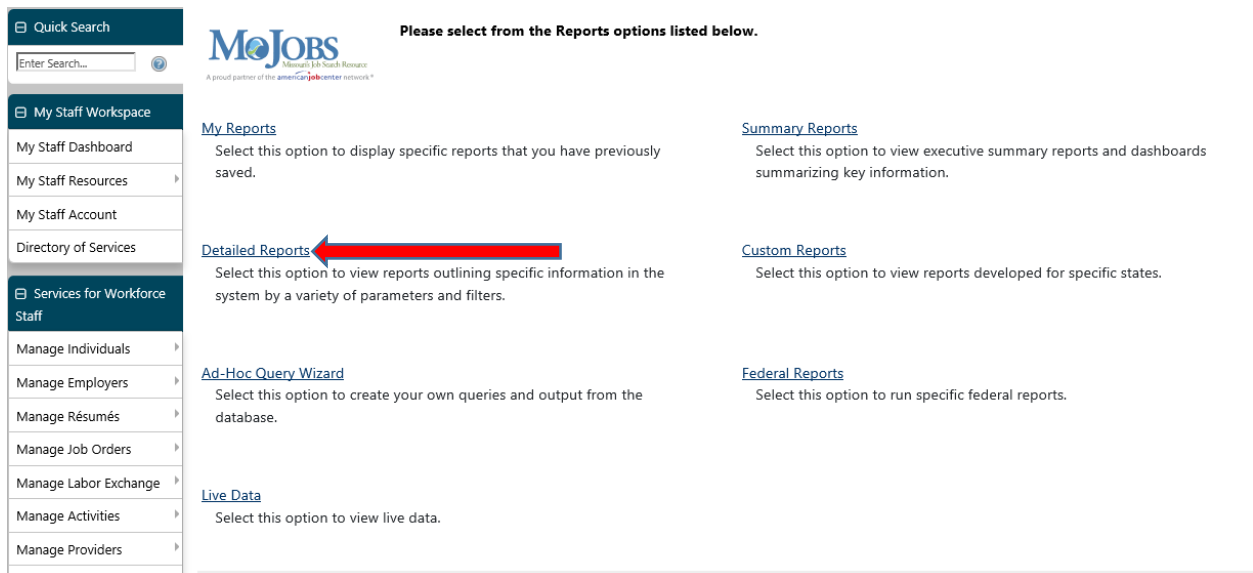 Quick Search
Enter Search...
My Staff Workspace
My Staff Dashboard
My Staff Resources
My Staff Account
Directory of Services
Services for Workforce
Staff
Manage Individuals
Manage Employers
Manage Résumés
Manage Job Orders
Manage Labor Exchange
Manage Activities
Manage Providers
MoJOBS
Missouri's Job Search Resource
A proud partner of the americanjobcenter network®
Please select from the Reports options listed below.
My Reports
Select this option to display specific reports that you have previously
saved.
Summary Reports
Select this option to view executive summary reports and dashboards
summarizing key information.
Detailed Reports
Select this option to view reports outlining specific information in the
system by a variety of parameters and filters.
Custom Reports
Select this option to view reports developed for specific states.
Ad-Hoc Query Wizard
Select this option to create your own queries and output from the
database.
Federal Reports
Select this option to run specific federal reports.
Live Data
Select this option to view live data.